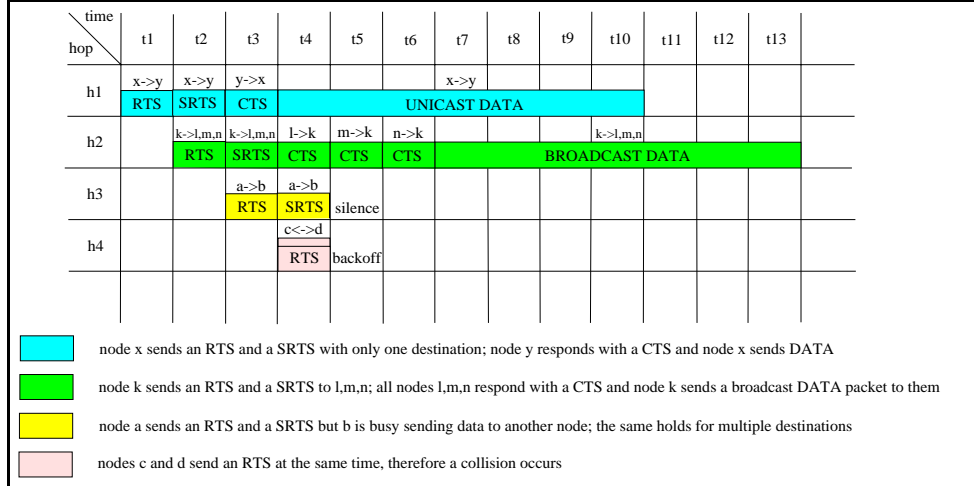 time
hop t1 t2 t3 t4 t5 t6 t7 t8 t9 t10 t11 t12 t13
x->y x->y y->x x->y
h1 RTS SRTS CTS UNICAST DATA
k->l,m,n k->l,m,n l->k m->k n->k k->l,m,n
h2 RTS SRTS CTS CTS CTS BROADCAST DATA
a->b a->b
h3 RTS SRTS silence
c<->d
h4 RTS backoff
node x sends an RTS and a SRTS with only one destination; node y responds with a CTS and node x sends DATA
node k sends an RTS and a SRTS to l,m,n; all nodes l,m,n respond with a CTS and node k sends a broadcast DATA packet to them
node a sends an RTS and a SRTS but b is busy sending data to another node; the same holds for multiple destinations
nodes c and d send an RTS at the same time, therefore a collision occurs